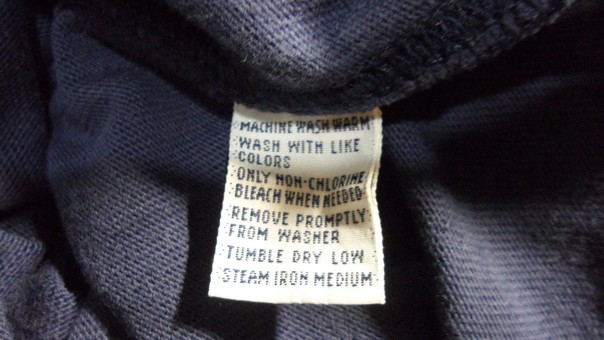 MACHINE WASH WARM
WASH WITH LIKE
COLORS
ONLY NON-CHLORINE
BLEACH WHEN NEEDED
REMOVE PROMPTLY
FROM WASHER
TUMBLE DRY LOW
STEAM IRON MEDIUM